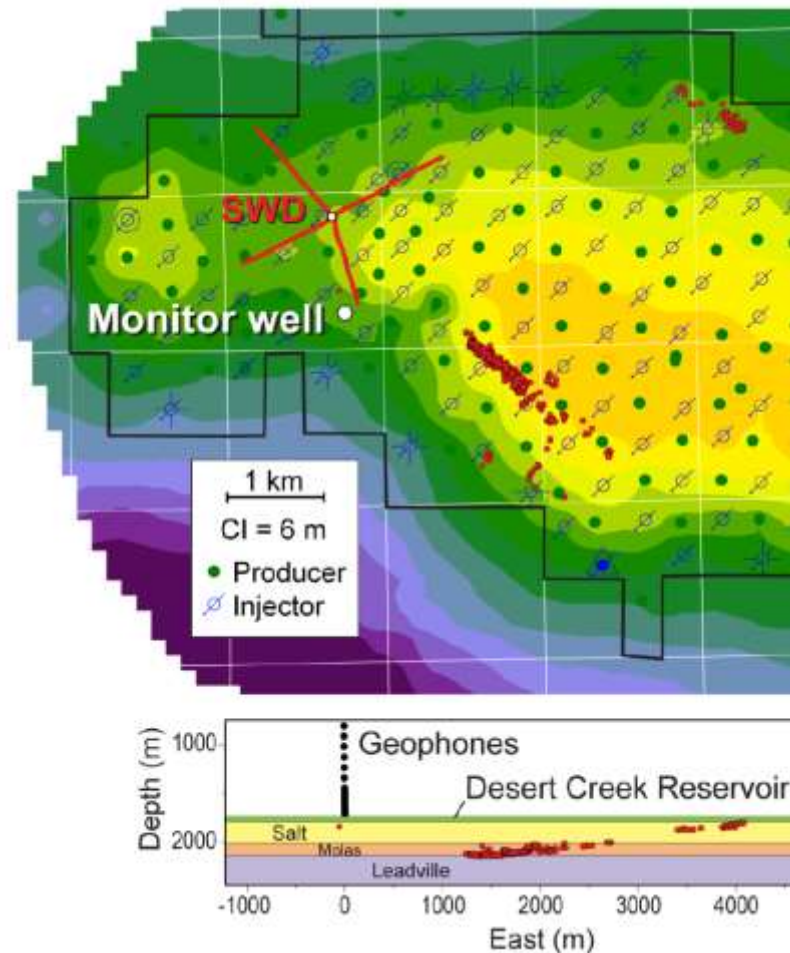 SWD
Monitor well
1 km
CI = 6 m
Producer
Injector
Geophones
Desert Creek Reservoir
Salt
Molas
Leadville
Depth (m)
1000
2000
-1000 0 1000 2000 3000 4000
East (m)